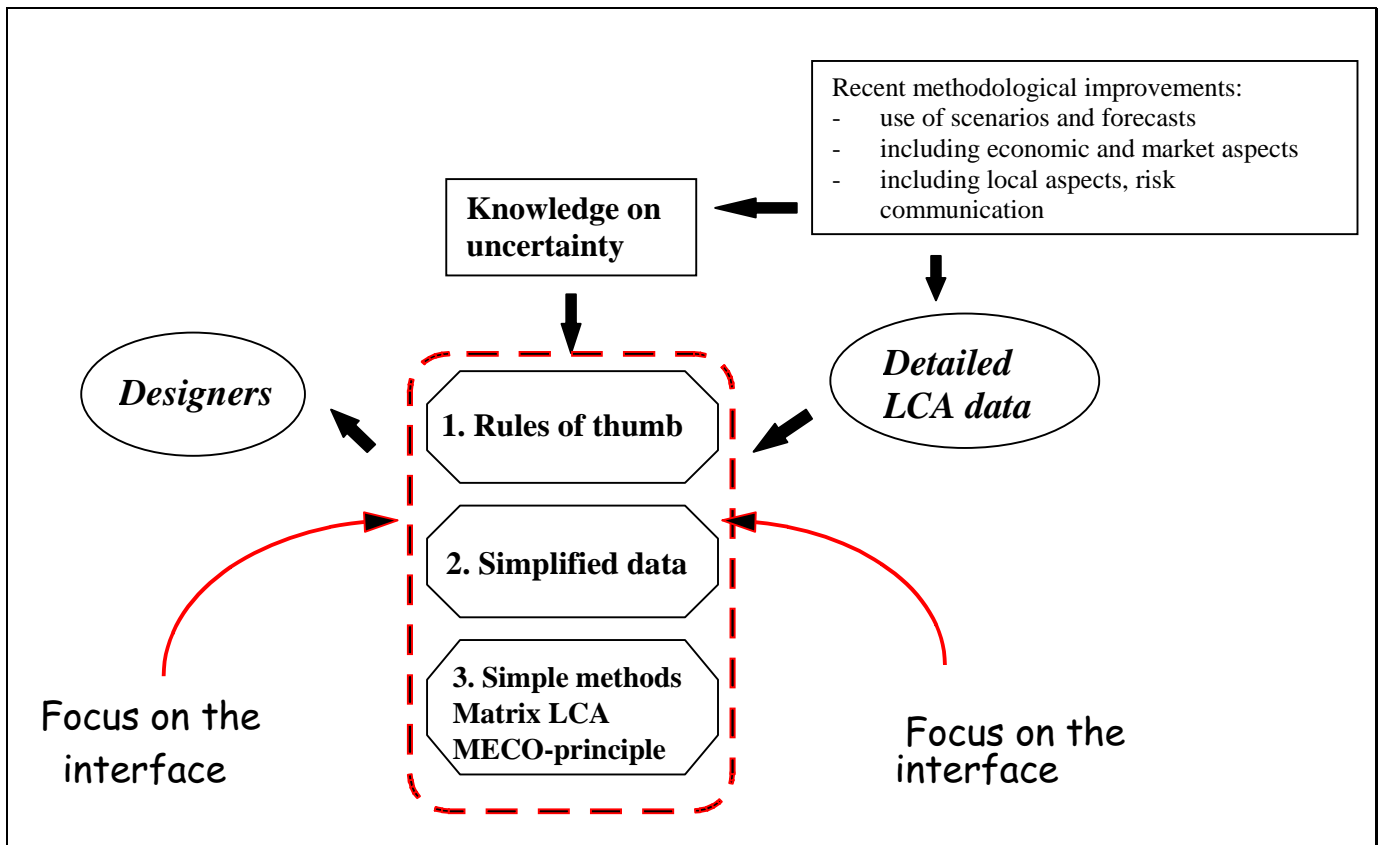 Recent methodological improvements:
- use of scenarios and forecasts
- including economic and market aspects
- including local aspects, risk
communication
Knowledge on
uncertainty
Designers
Detailed
LCA data
1. Rules of thumb
2. Simplified data
3. Simple methods
Matrix LCA
MECO-principle
Focus on the
interface
Focus on the
interface